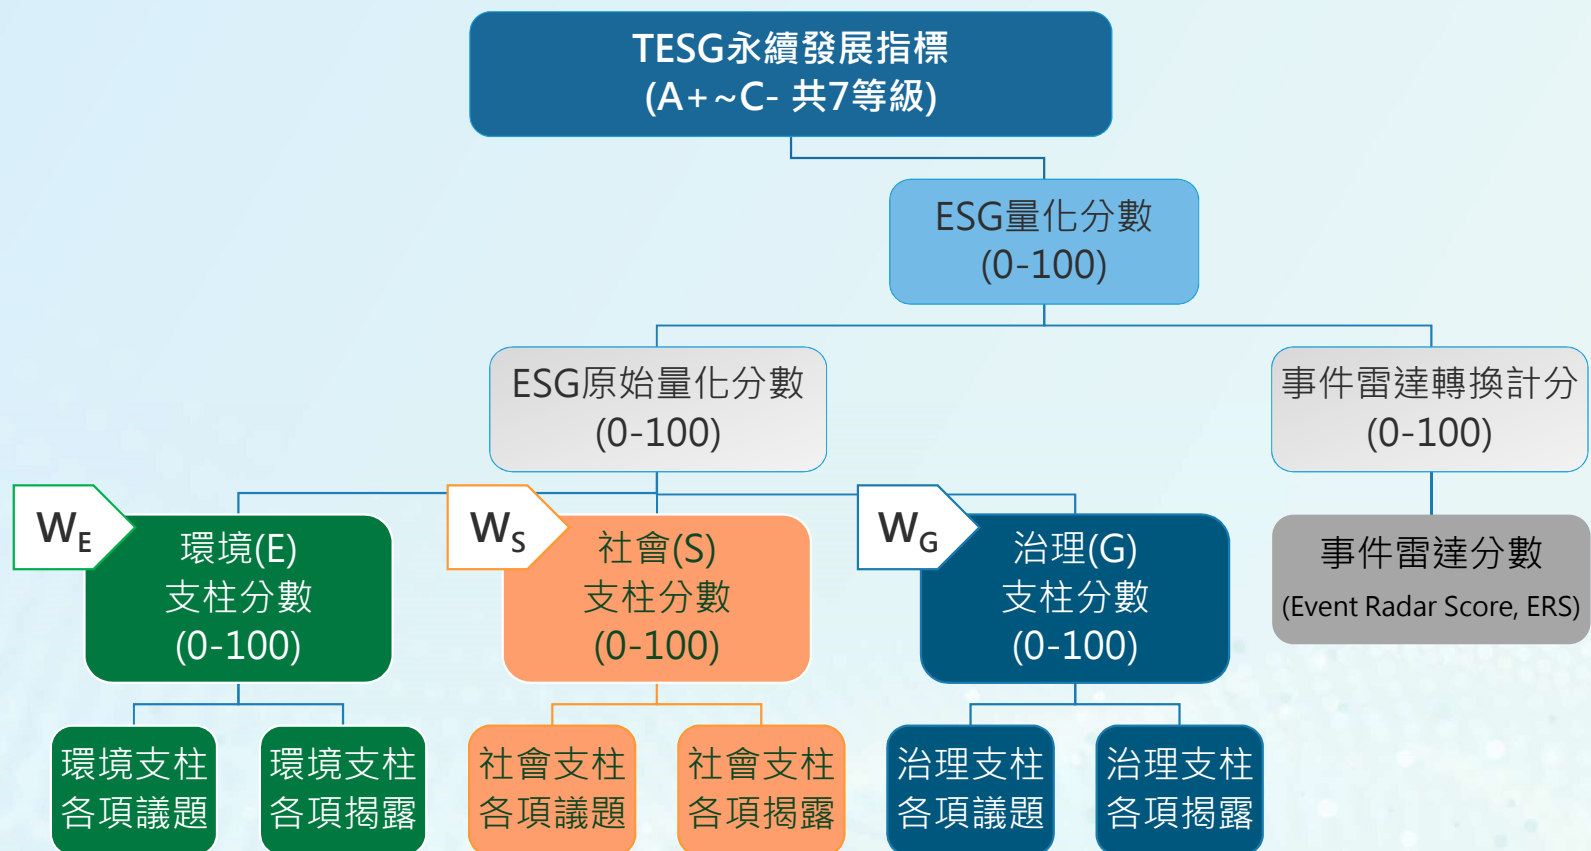 TESG永續發展指標
(A+~C- 共7等級)
ESG量化分數
(0-100)
ESG原始量化分數
(0-100)
事件雷達轉換計分
(0-100)
WE
環境(E)
支柱分數
(0-100)
WS
社會(S)
支柱分數
(0-100)
WG
治理(G)
支柱分數
(0-100)
事件雷達分數
(Event Radar Score, ERS)
環境支柱
各項議題
環境支柱
各項揭露
社會支柱
各項議題
社會支柱
各項揭露
治理支柱
各項議題
治理支柱
各項揭露